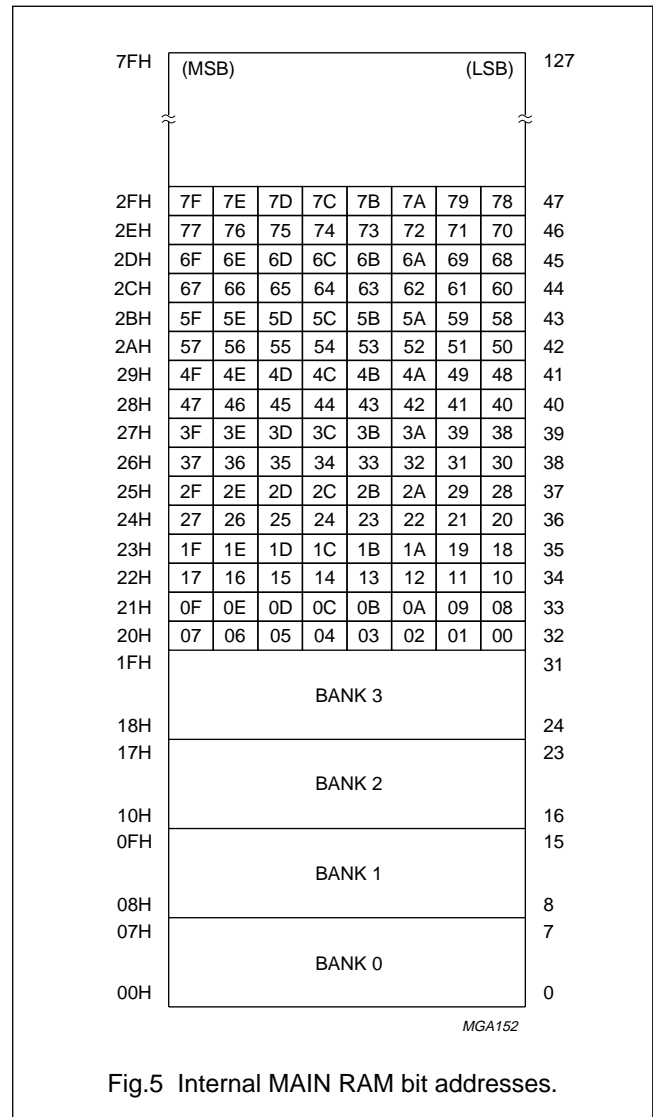 7FH (MSB) (LSB) 127
2FH 7F 7E 7D 7C 7B 7A 79 78 47
2EH 77 76 75 74 73 72 71 70 46
2DH 6F 6E 6D 6C 6B 6A 69 68 45
2CH 67 66 65 64 63 62 61 60 44
2BH 5F 5E 5D 5C 5B 5A 59 58 43
2AH 57 56 55 54 53 52 51 50 42
29H 4F 4E 4D 4C 4B 4A 49 48 41
28H 47 46 45 44 43 42 41 40 40
27H 3F 3E 3D 3C 3B 3A 39 38 39
26H 37 36 35 34 33 32 31 30 38
25H 2F 2E 2D 2C 2B 2A 29 28 37
24H 27 26 25 24 23 22 21 20 36
23H 1F 1E 1D 1C 1B 1A 19 18 35
22H 17 16 15 14 13 12 11 10 34
21H 0F 0E 0D 0C 0B 0A 09 08 33
20H 07 06 05 04 03 02 01 00 32
1FH 31
BANK 3
18H 24
17H 23
BANK 2
10H 16
0FH 15
BANK 1
08H 8
07H 7
BANK 0
00H 0
MGA152
Fig.5 Internal MAIN RAM bit addresses.